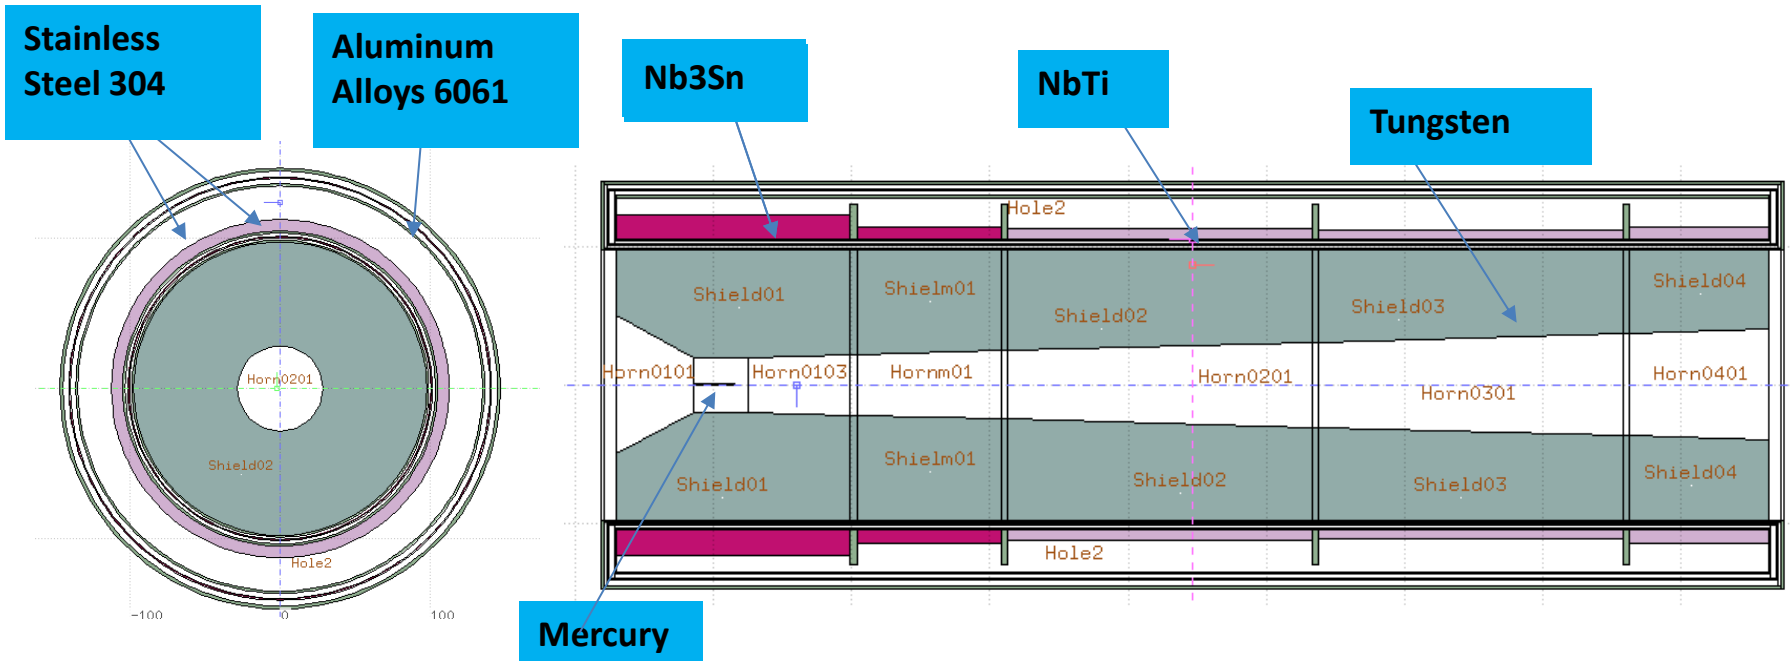 Stainless
Steel 304
Aluminum
Alloys 6061
Nb3Sn
NbTi
Tungsten
Hole2
Shield01
Shielm01
Shield02
Shield03
Shield04
Horn0101
Horn0103
Hornm01
Horn0201
Horn0301
Horn0401
Shield01
Shielm01
Shield02
Shield03
Shield04
Hole2
Horn0201
Shield02
Hole2
-100
0
100
Mercury